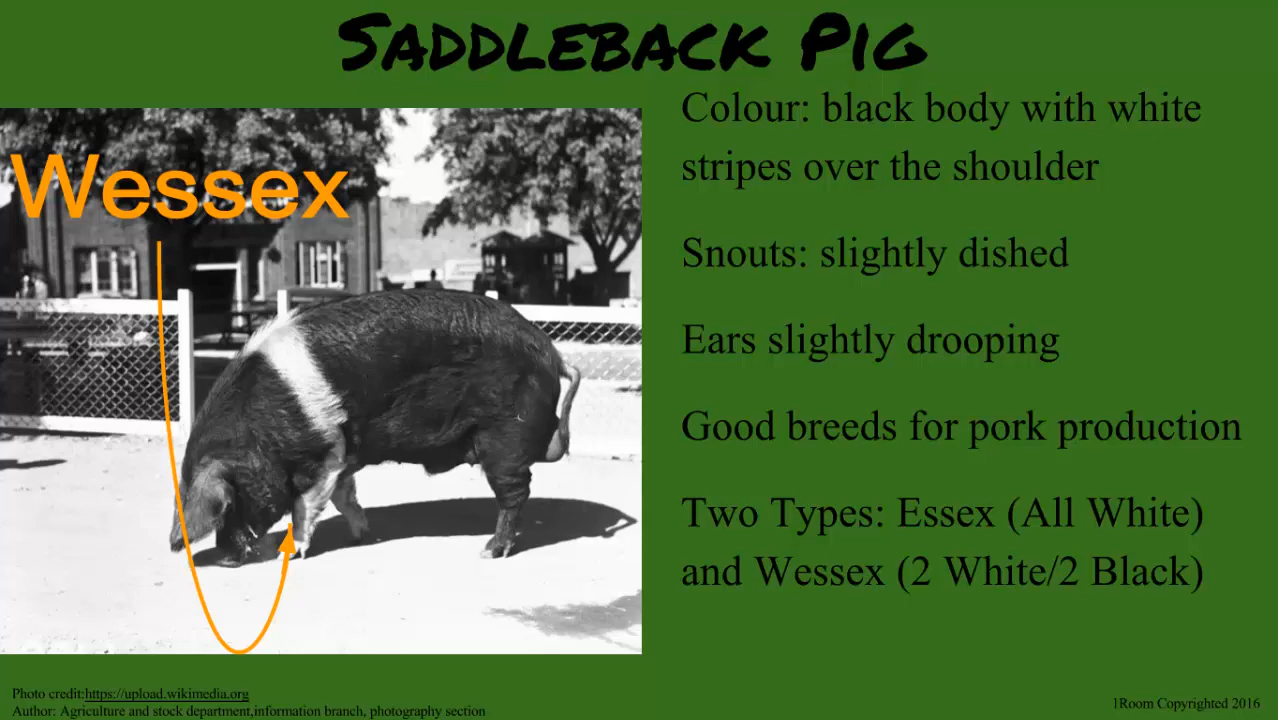 SADDLEBACK PIG
Wessex
Colour: black body with white
stripes over the shoulder
Snouts: slightly dished
Ears slightly drooping
Good breeds for pork production
Two Types: Essex (All White)
and Wessex (2 White/2 Black)
Photo credit:https://upload.wikimedia.org
Author: Agriculture and stock department,information branch, photography section
1Room Copyrighted 2016